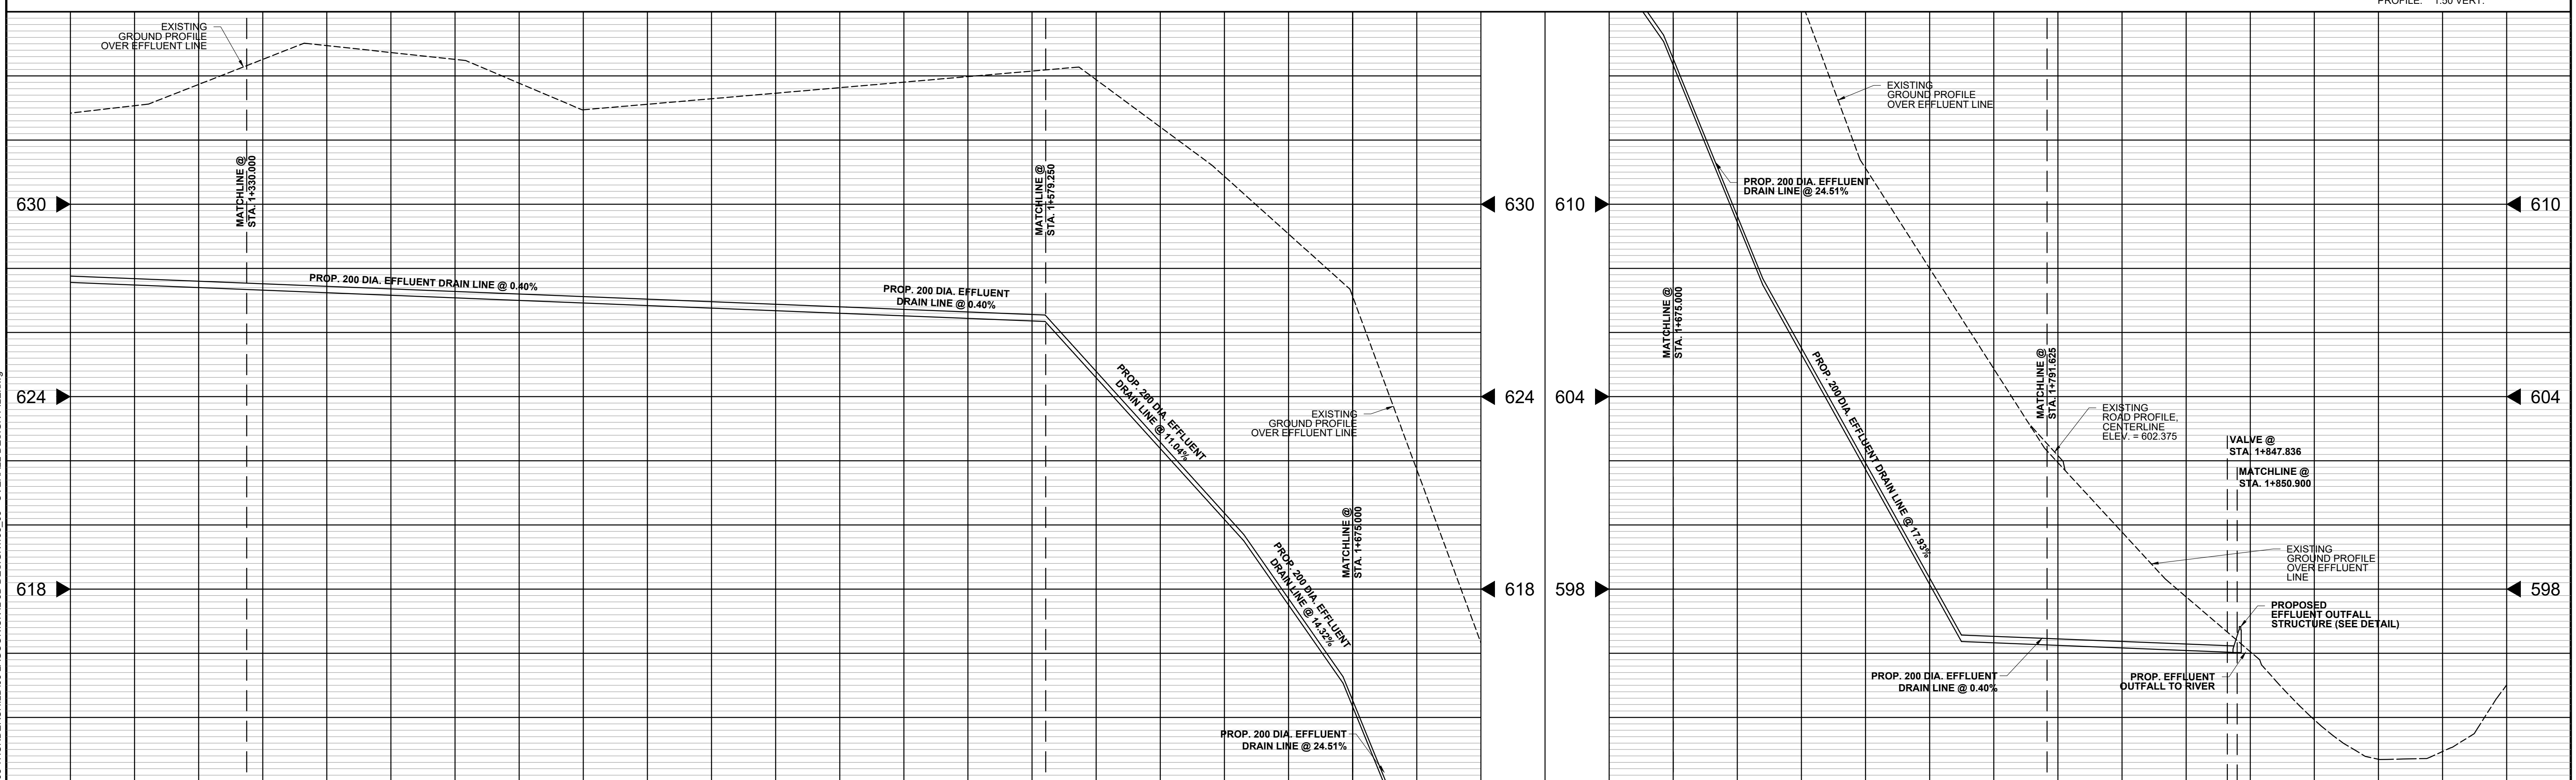 PROFILE: 1:50 VERT.
EXISTING
GROUND PROFILE
OVER EFFLUENT LINE
MATCHLINE @
STA. 1+330.000
MATCHLINE @
STA. 1+579.250
630
630
624
624
618
618
PROP. 200 DIA. EFFLUENT DRAIN LINE @ 0.40%
PROP. 200 DIA. EFFLUENT
DRAIN LINE @ 0.40%
PROP. 200 DIA. EFFLUENT
DRAIN LINE @ 11.04%
EXISTING
GROUND PROFILE
OVER EFFLUENT LINE
MATCHLINE @
STA. 1+675.000
PROP. 200 DIA. EFFLUENT
DRAIN LINE @ 14.32%
PROP. 200 DIA. EFFLUENT
DRAIN LINE @ 24.51%
610
610
604
604
598
598
EXISTING
GROUND PROFILE
OVER EFFLUENT LINE
PROP. 200 DIA. EFFLUENT
DRAIN LINE @ 24.51%
MATCHLINE @
STA. 1+675.000
PROP. 200 DIA. EFFLUENT DRAIN LINE @ 17.93%
MATCHLINE @
STA. 1+791.625
EXISTING
ROAD PROFILE,
CENTERLINE
ELEV. = 602.375
VALVE @
STA. 1+847.836
MATCHLINE @
STA. 1+850.900
EXISTING
GROUND PROFILE
OVER EFFLUENT
LINE
PROPOSED
EFFLUENT OUTFALL
STRUCTURE (SEE DETAIL)
PROP. 200 DIA. EFFLUENT
DRAIN LINE @ 0.40%
PROP. EFFLUENT
OUTFALL TO RIVER